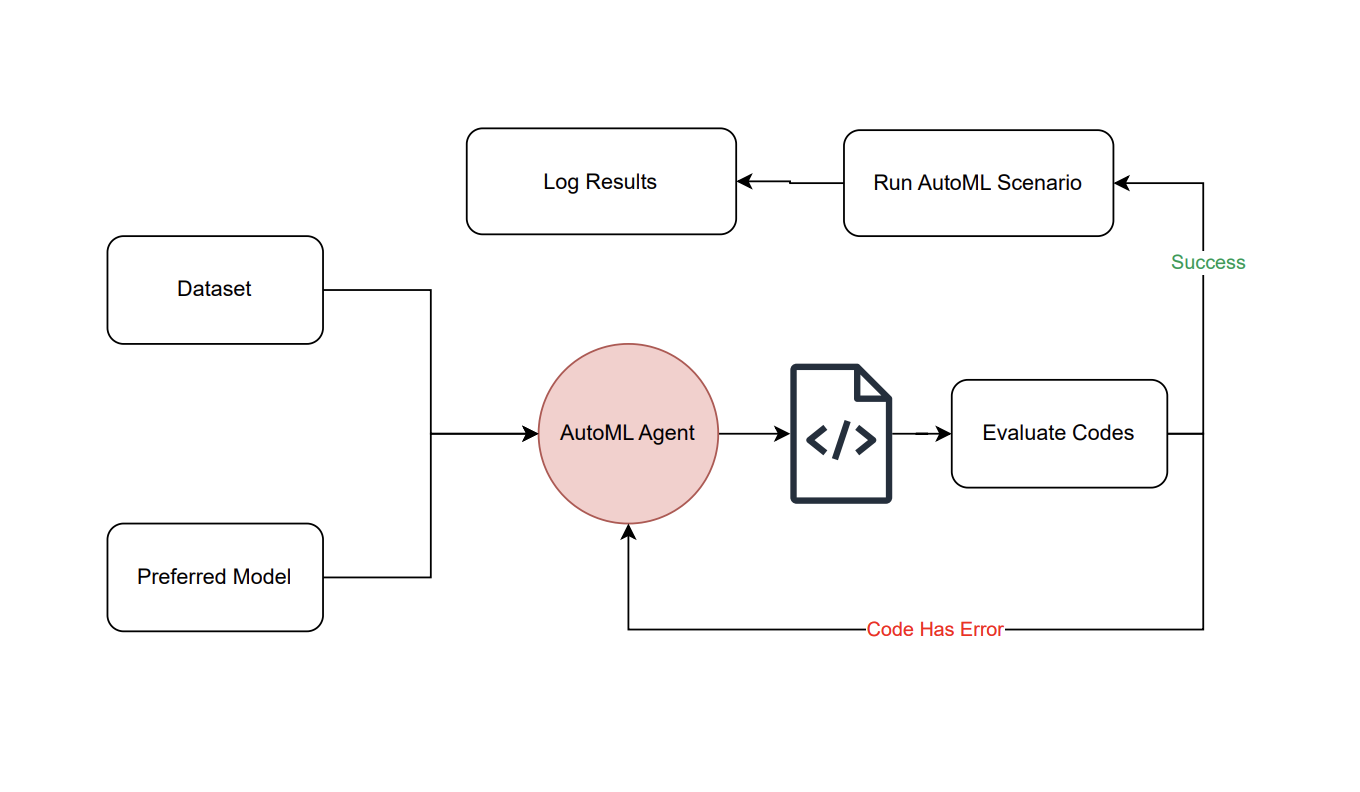 Log Results
Run AutoML Scenario
Success
Dataset
AutoML Agent
</>
Evaluate Codes
Preferred Model
Code Has Error